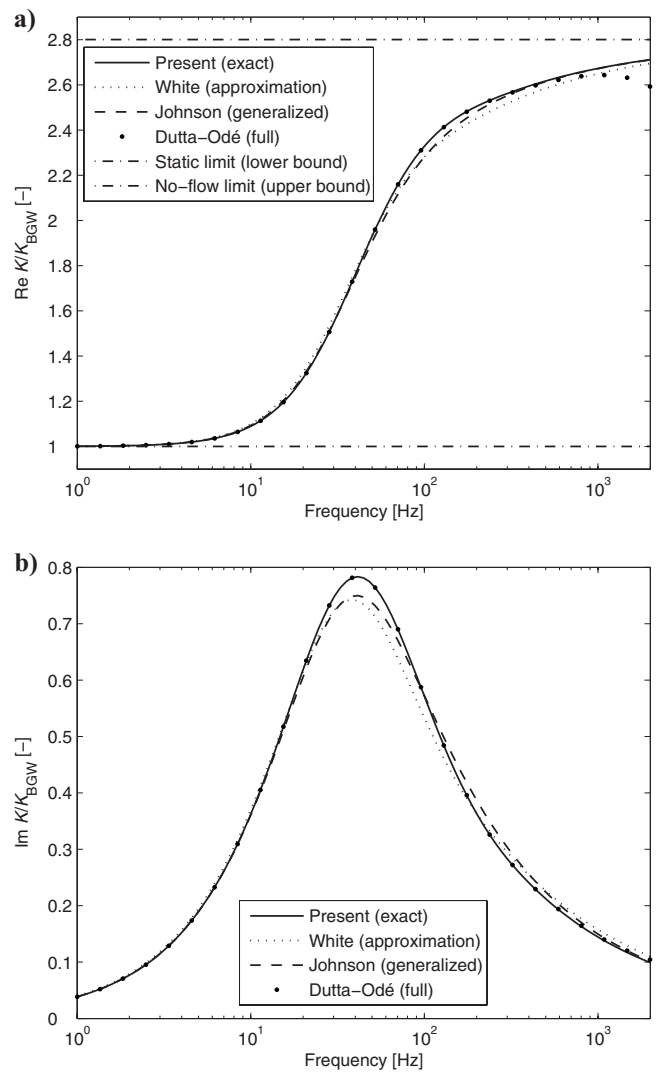 a)
2.8
2.6
2.4
2.2
2
1.8
1.6
1.4
1.2
1
Re K/K_BGW [–]
Present (exact)
White (approximation)
Johnson (generalized)
Dutta–Odé (full)
Static limit (lower bound)
No–flow limit (upper bound)
10^0 10^1 10^2 10^3
Frequency [Hz]
b)
0.8
0.7
0.6
0.5
0.4
0.3
0.2
0.1
0
Im K/K_BGW [–]
Present (exact)
White (approximation)
Johnson (generalized)
Dutta–Odé (full)
10^0 10^1 10^2 10^3
Frequency [Hz]